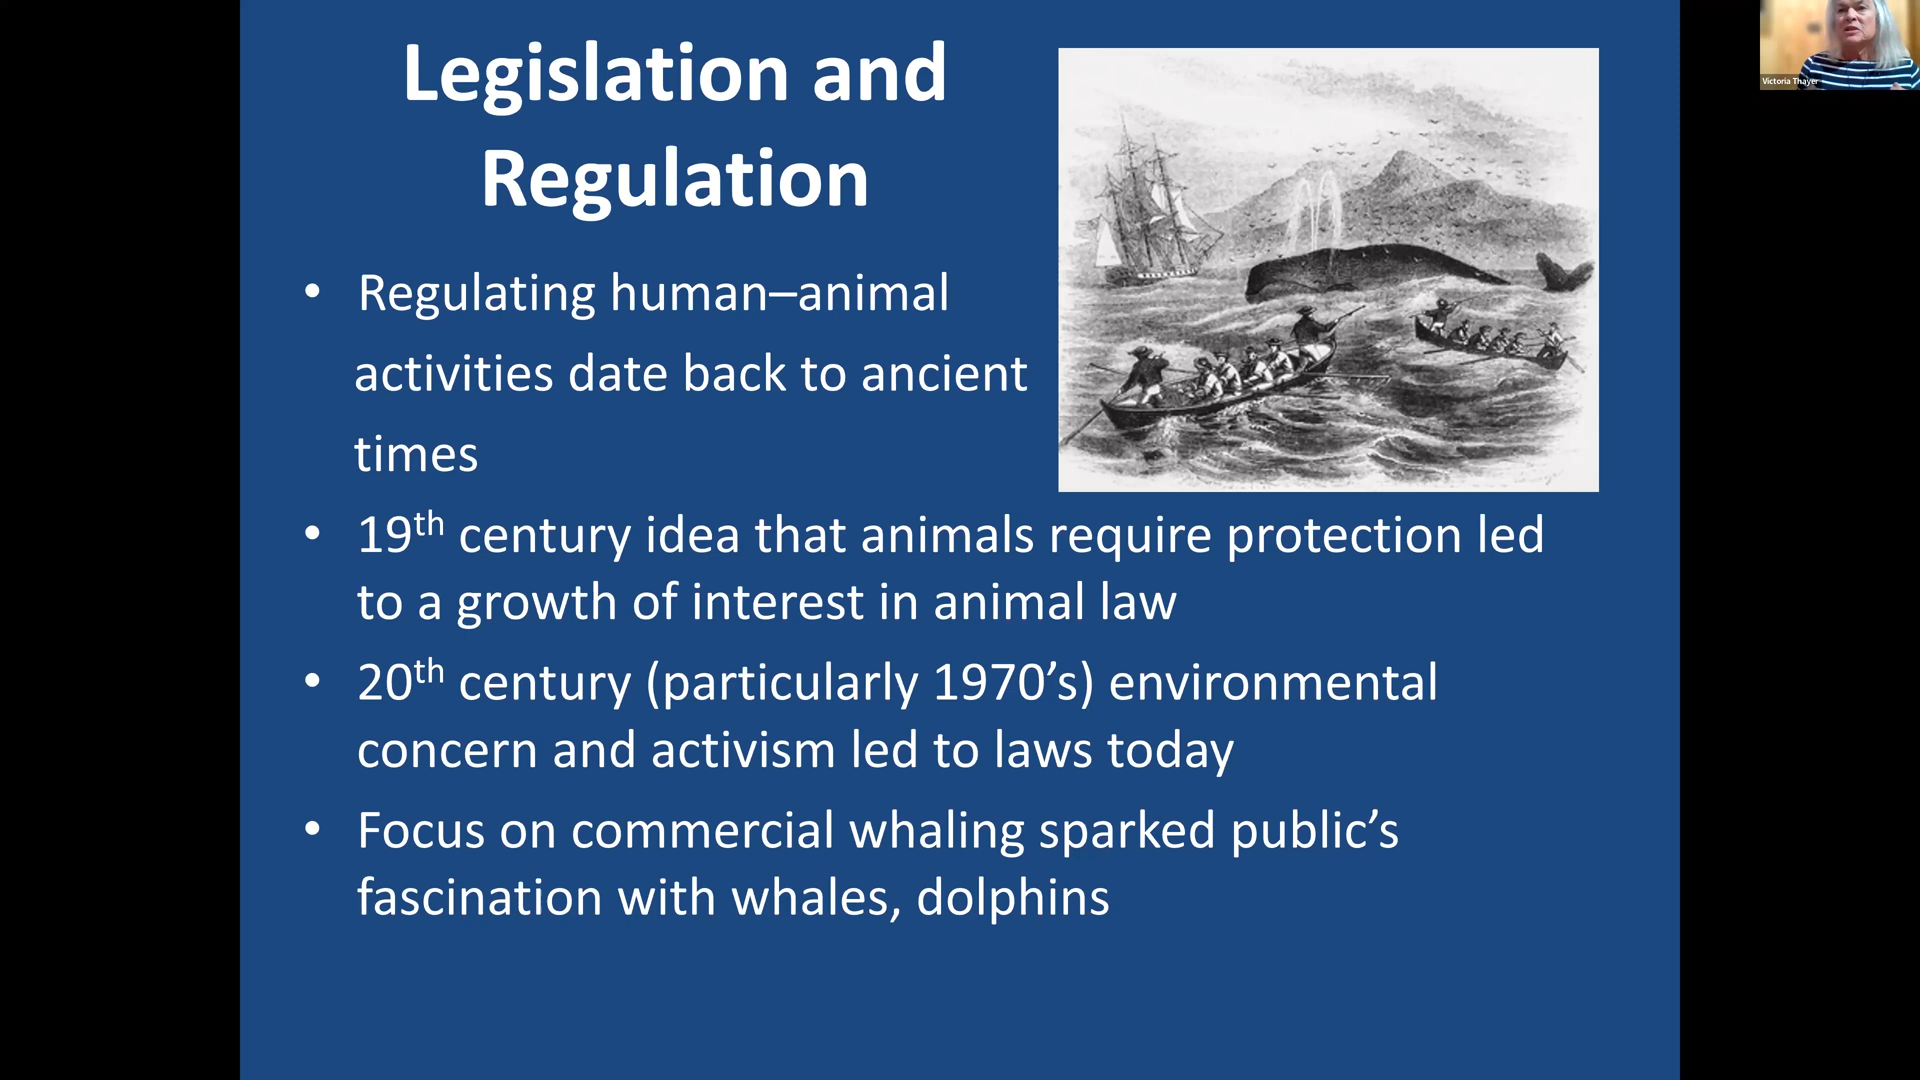 Legislation and
Regulation
• Regulating human–animal
activities date back to ancient
times
• 19th century idea that animals require protection led
to a growth of interest in animal law
• 20th century (particularly 1970’s) environmental
concern and activism led to laws today
• Focus on commercial whaling sparked public’s
fascination with whales, dolphins
Victoria Thayer